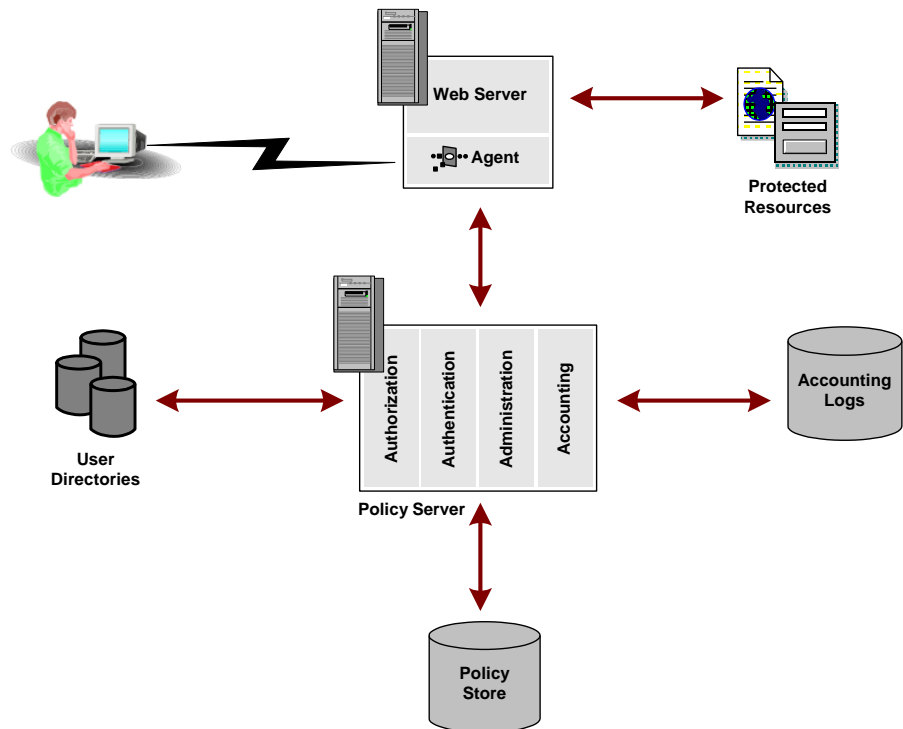 Web Server
Agent
Protected
Resources
Authorization
Authentication
Administration
Accounting
Accounting
Logs
User
Directories
Policy Server
Policy
Store